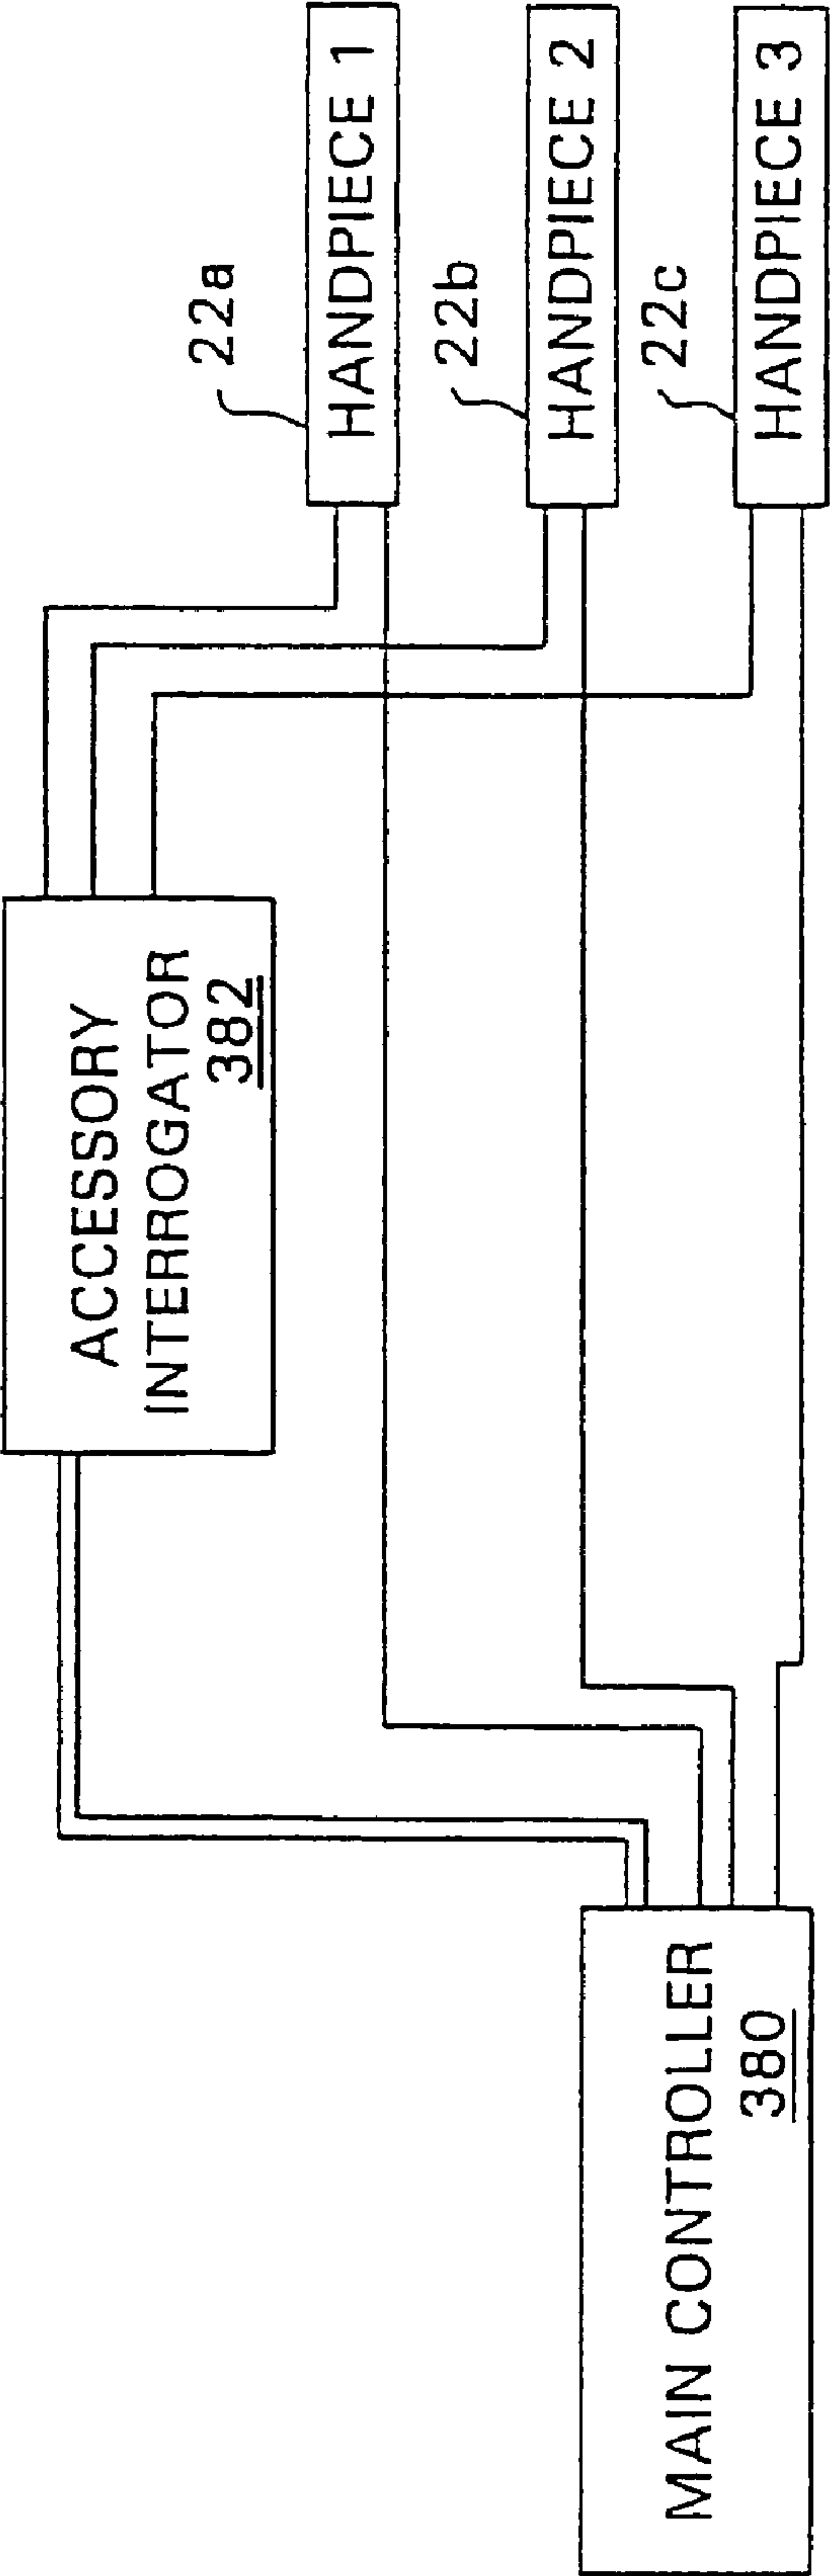 ACCESSORY
INTERROGATOR
382
22a
HANDPIECE 1
22b
HANDPIECE 2
22c
HANDPIECE 3
MAIN CONTROLLER
380